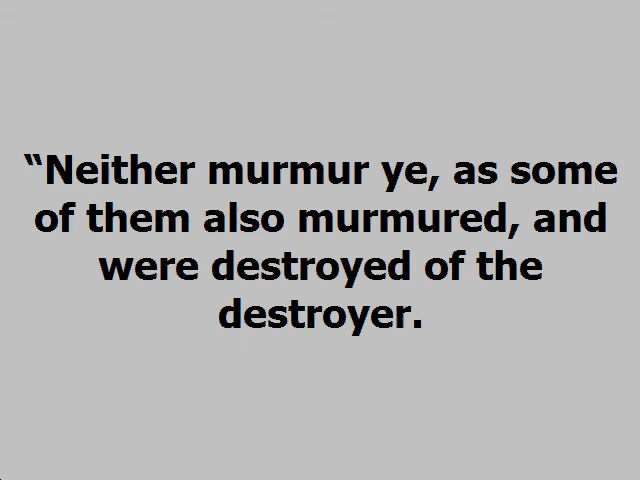 “Neither murmur ye, as some
of them also murmured, and
were destroyed of the
destroyer.